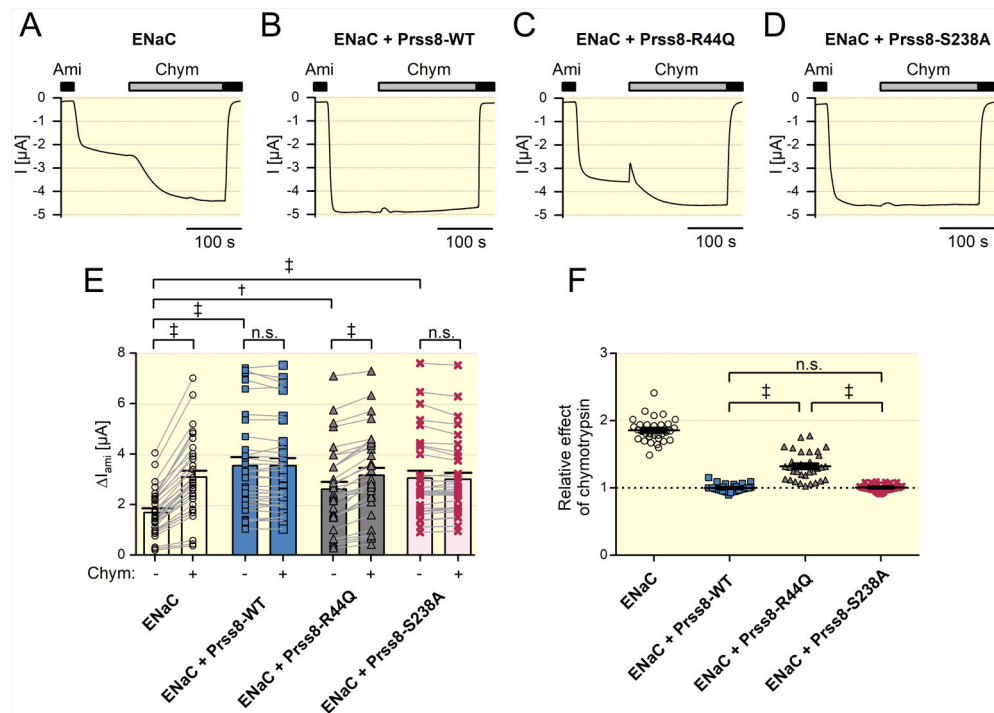 A
ENaC
Ami
Chym
I [µA]
0
-1
-2
-3
-4
-5
100 s
B
ENaC + Prss8-WT
Ami
Chym
I [µA]
0
-1
-2
-3
-4
-5
100 s
C
ENaC + Prss8-R44Q
Ami
Chym
I [µA]
0
-1
-2
-3
-4
-5
100 s
D
ENaC + Prss8-S238A
Ami
Chym
I [µA]
0
-1
-2
-3
-4
-5
100 s
E
‡
†
‡
‡
n.s.
‡
n.s.
ΔIami [µA]
8
6
4
2
0
Chym: - + - + - + - +
ENaC
ENaC + Prss8-WT
ENaC + Prss8-R44Q
ENaC + Prss8-S238A
F
n.s.
‡
‡
Relative effect
of chymotrypsin
3
2
1
0
ENaC
ENaC + Prss8-WT
ENaC + Prss8-R44Q
ENaC + Prss8-S238A